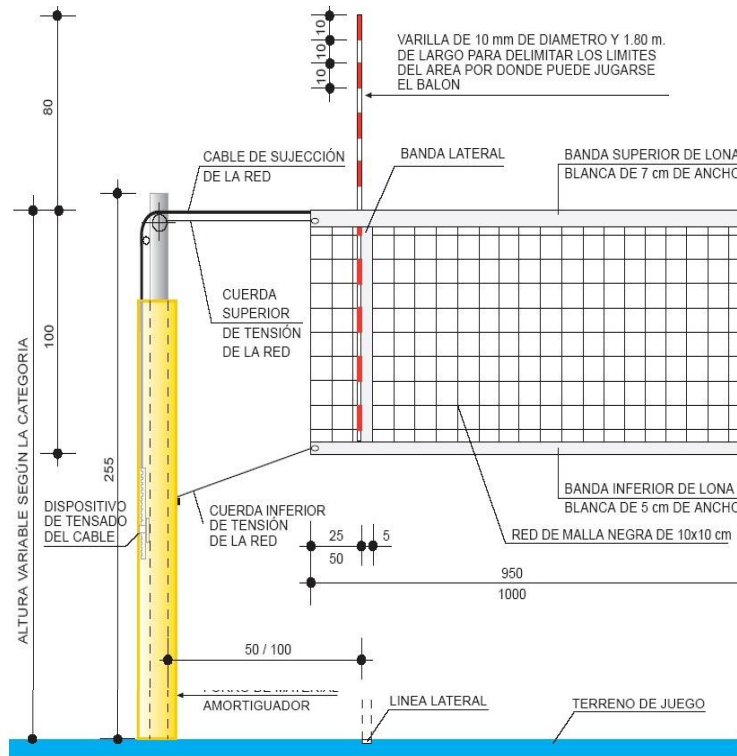 10 10 10
VARILLA DE 10 mm DE DIAMETRO Y 1.80 m.
DE LARGO PARA DELIMITAR LOS LIMITES
DEL AREA POR DONDE PUEDE JUGARSE
EL BALON
80
CABLE DE SUJECCIÓN
DE LA RED
BANDA LATERAL
BANDA SUPERIOR DE LONA
BLANCA DE 7 cm DE ANCHO
CUERDA
SUPERIOR
DE TENSIÓN
DE LA RED
100
ALTURA VARIABLE SEGÚN LA CATEGORIA
255
DISPOSITIVO
DE TENSADO
DEL CABLE
CUERDA INFERIOR
DE TENSIÓN
DE LA RED
BANDA INFERIOR DE LONA
BLANCA DE 5 cm DE ANCHO
RED DE MALLA NEGRA DE 10x10 cm
25
50
5
950
1000
50 / 100
AMORTIGUADOR
LINEA LATERAL
TERRENO DE JUEGO